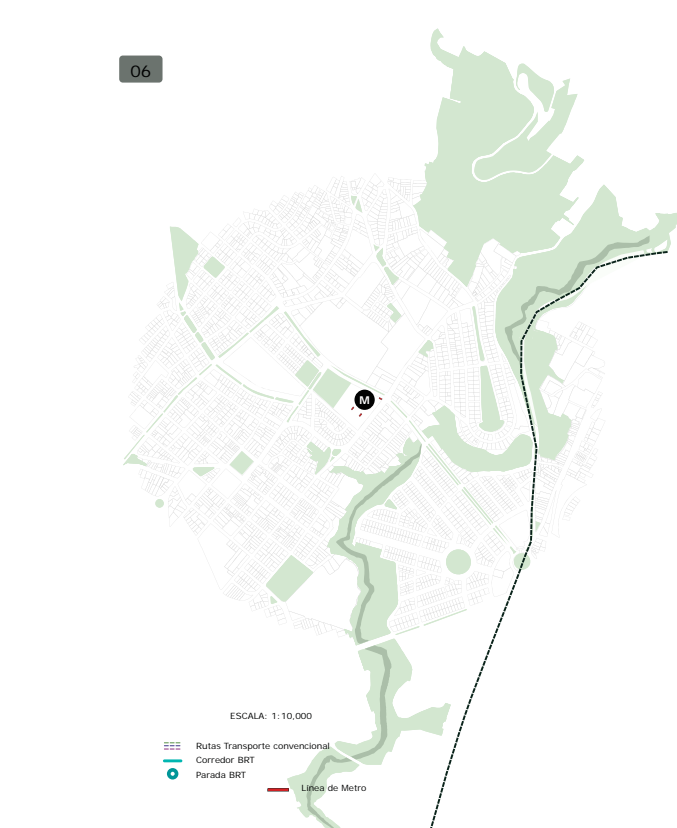 06
M
ESCALA: 1:10,000
Rutas Transporte convencional
Corredor BRT
Parada BRT
Línea de Metro